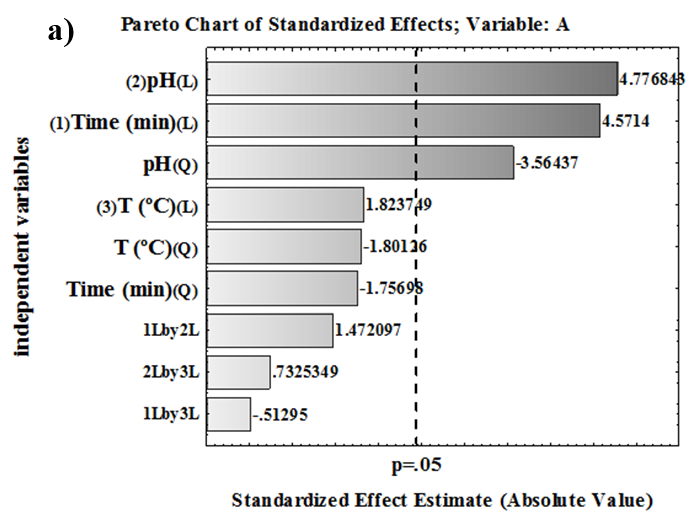 a)
Pareto Chart of Standardized Effects; Variable: A
independent variables
(2)pH(L)
4.776843
(1)Time (min)(L)
4.5714
pH(Q)
-3.56437
(3)T (ºC)(L)
1.823749
T (ºC)(Q)
-1.80126
Time (min)(Q)
-1.75698
1Lby2L
1.472097
2Lby3L
.7325349
1Lby3L
-.51295
p=.05
Standardized Effect Estimate (Absolute Value)